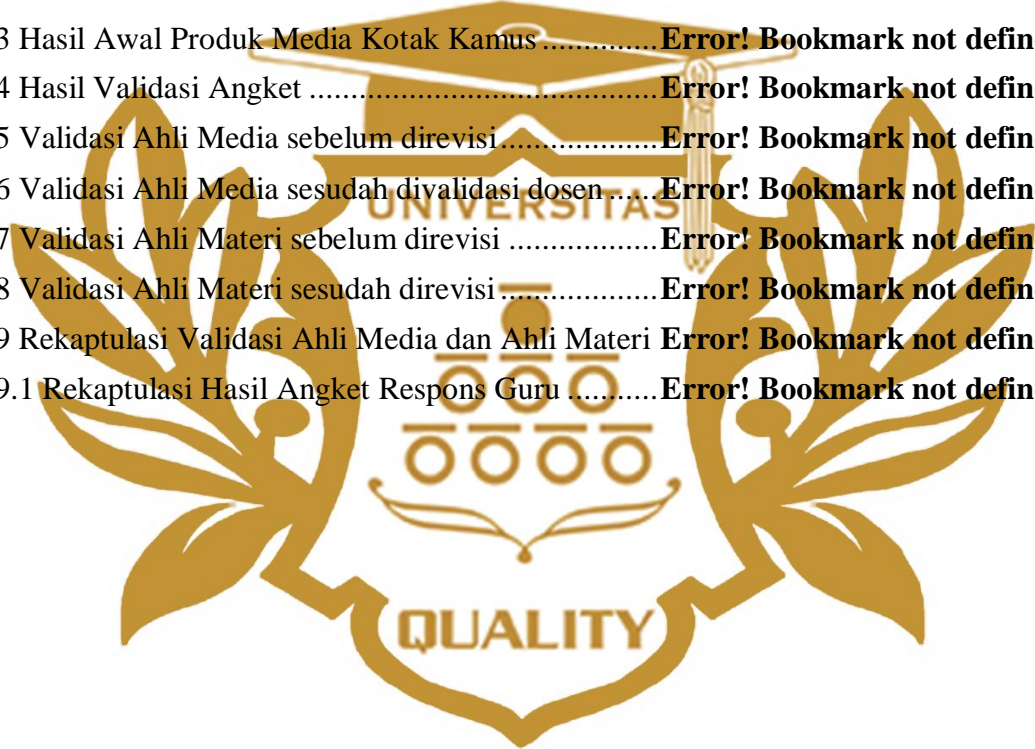 3 Hasil Awal Produk Media Kotak Kamus ..............Error! Bookmark not defin
4 Hasil Validasi Angket ..........................................Error! Bookmark not defin
5 Validasi Ahli Media sebelum direvisi...................Error! Bookmark not defin
6 Validasi Ahli Media sesudah divalidasi dosen ......Error! Bookmark not defin
UNIVERSITAS
7 Validasi Ahli Materi sebelum direvisi ..................Error! Bookmark not defin
8 Validasi Ahli Materi sesudah direvisi...................Error! Bookmark not defin
9 Rekaptulasi Validasi Ahli Media dan Ahli Materi Error! Bookmark not defin
9.1 Rekaptulasi Hasil Angket Respons Guru ...........Error! Bookmark not defin
QUALITY